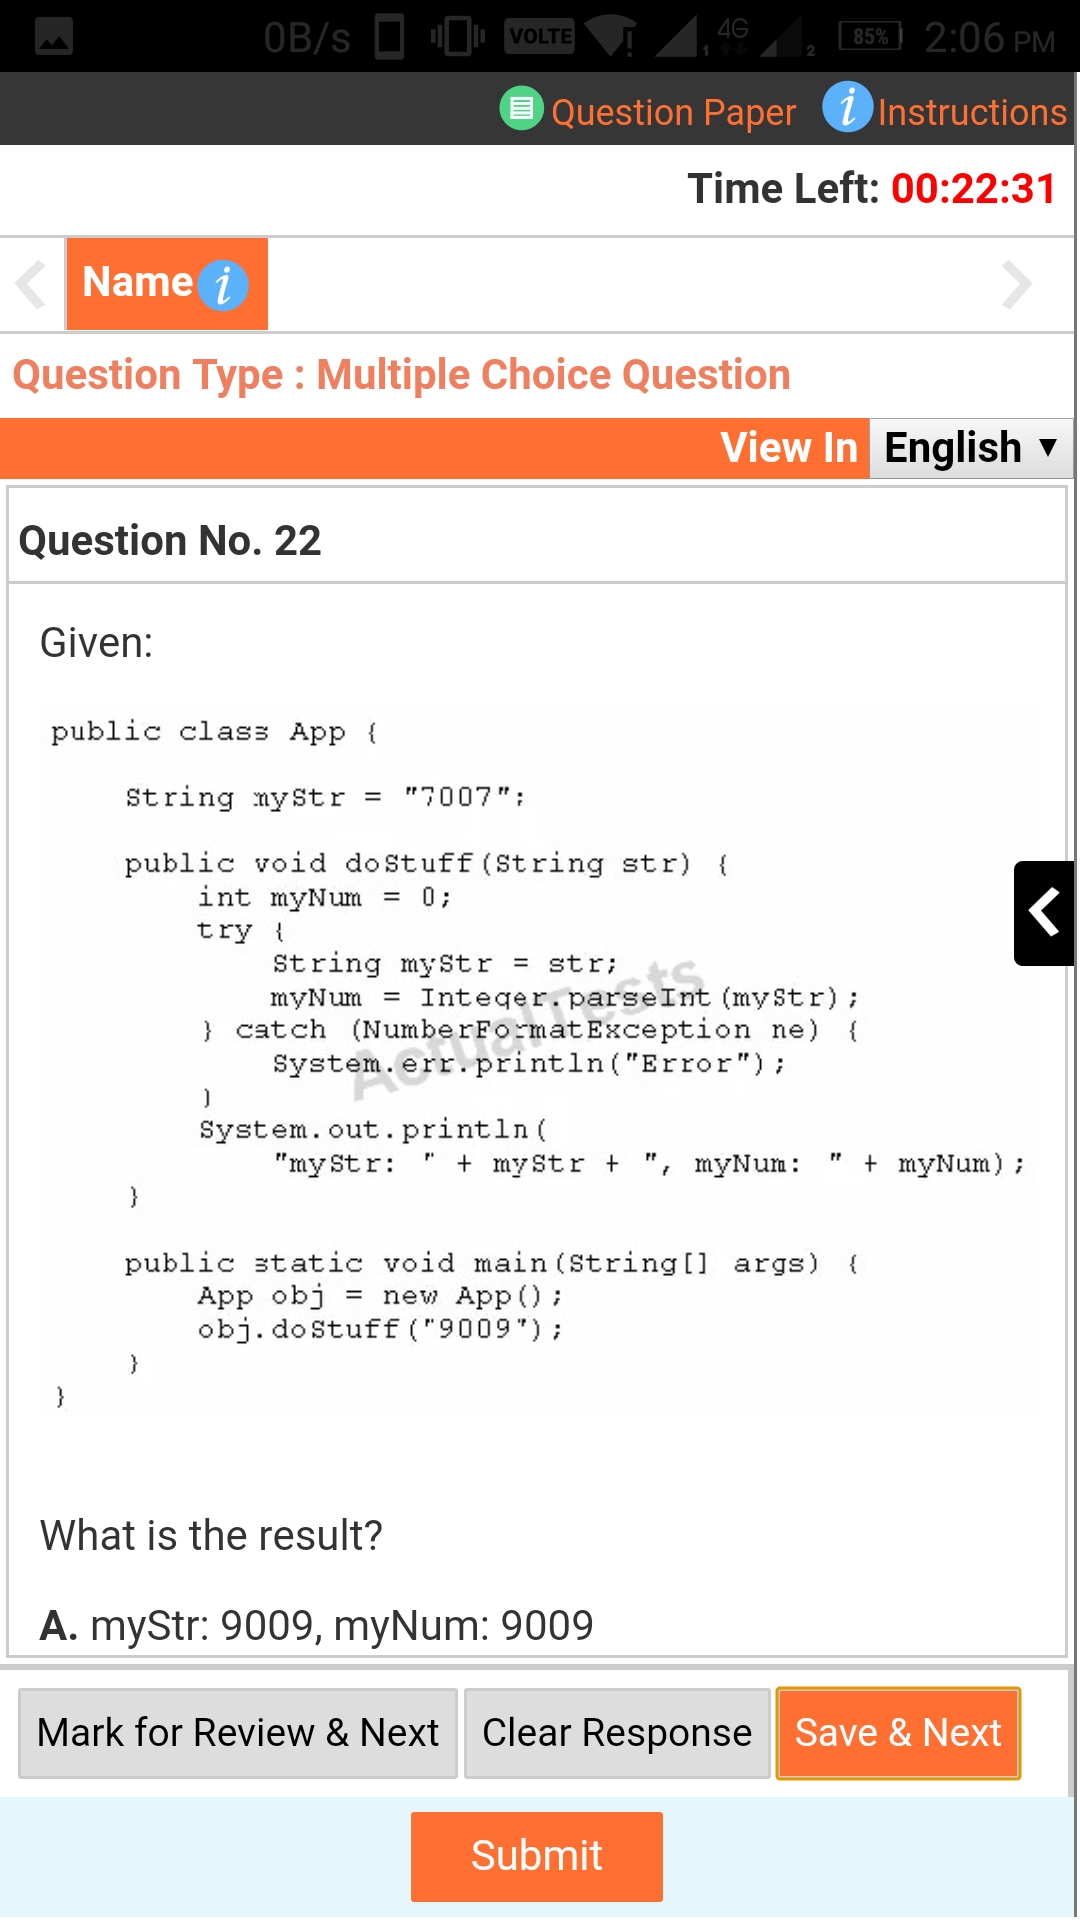 0B/s VOLTE 4G 1 2 85% 2:06 PM
Question Paper i Instructions
Time Left: 00:22:31
Name i
Question Type : Multiple Choice Question
View In English ▼
Question No. 22
Given:
public class App {
String myStr = "7007";
public void doStuff(String str) {
int myNum = 0;
try {
String myStr = str;
myNum = Integer.parseInt(myStr);
} catch (NumberFormatException ne) {
System.err.println("Error");
}
System.out.println(
"myStr: " + myStr + ", myNum: " + myNum);
}
public static void main(String[] args) {
App obj = new App();
obj.doStuff("9009");
}
}
ActualTests
What is the result?
A. myStr: 9009, myNum: 9009
Mark for Review & Next Clear Response Save & Next
Submit